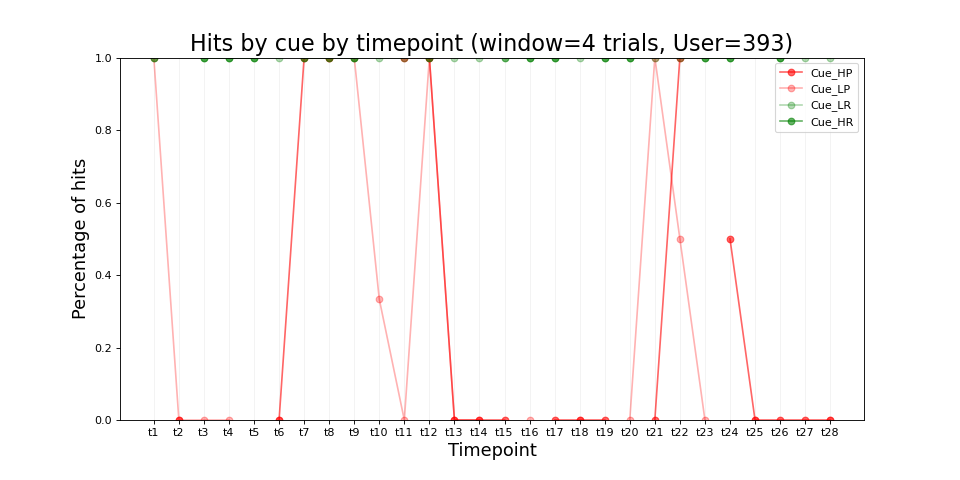 Hits by cue by timepoint (window=4 trials, User=393)
Percentage of hits
1.0
0.8
0.6
0.4
0.2
0.0
Cue_HP
Cue_LP
Cue_LR
Cue_HR
t1 t2 t3 t4 t5 t6 t7 t8 t9 t10 t11 t12 t13 t14 t15 t16 t17 t18 t19 t20 t21 t22 t23 t24 t25 t26 t27 t28
Timepoint